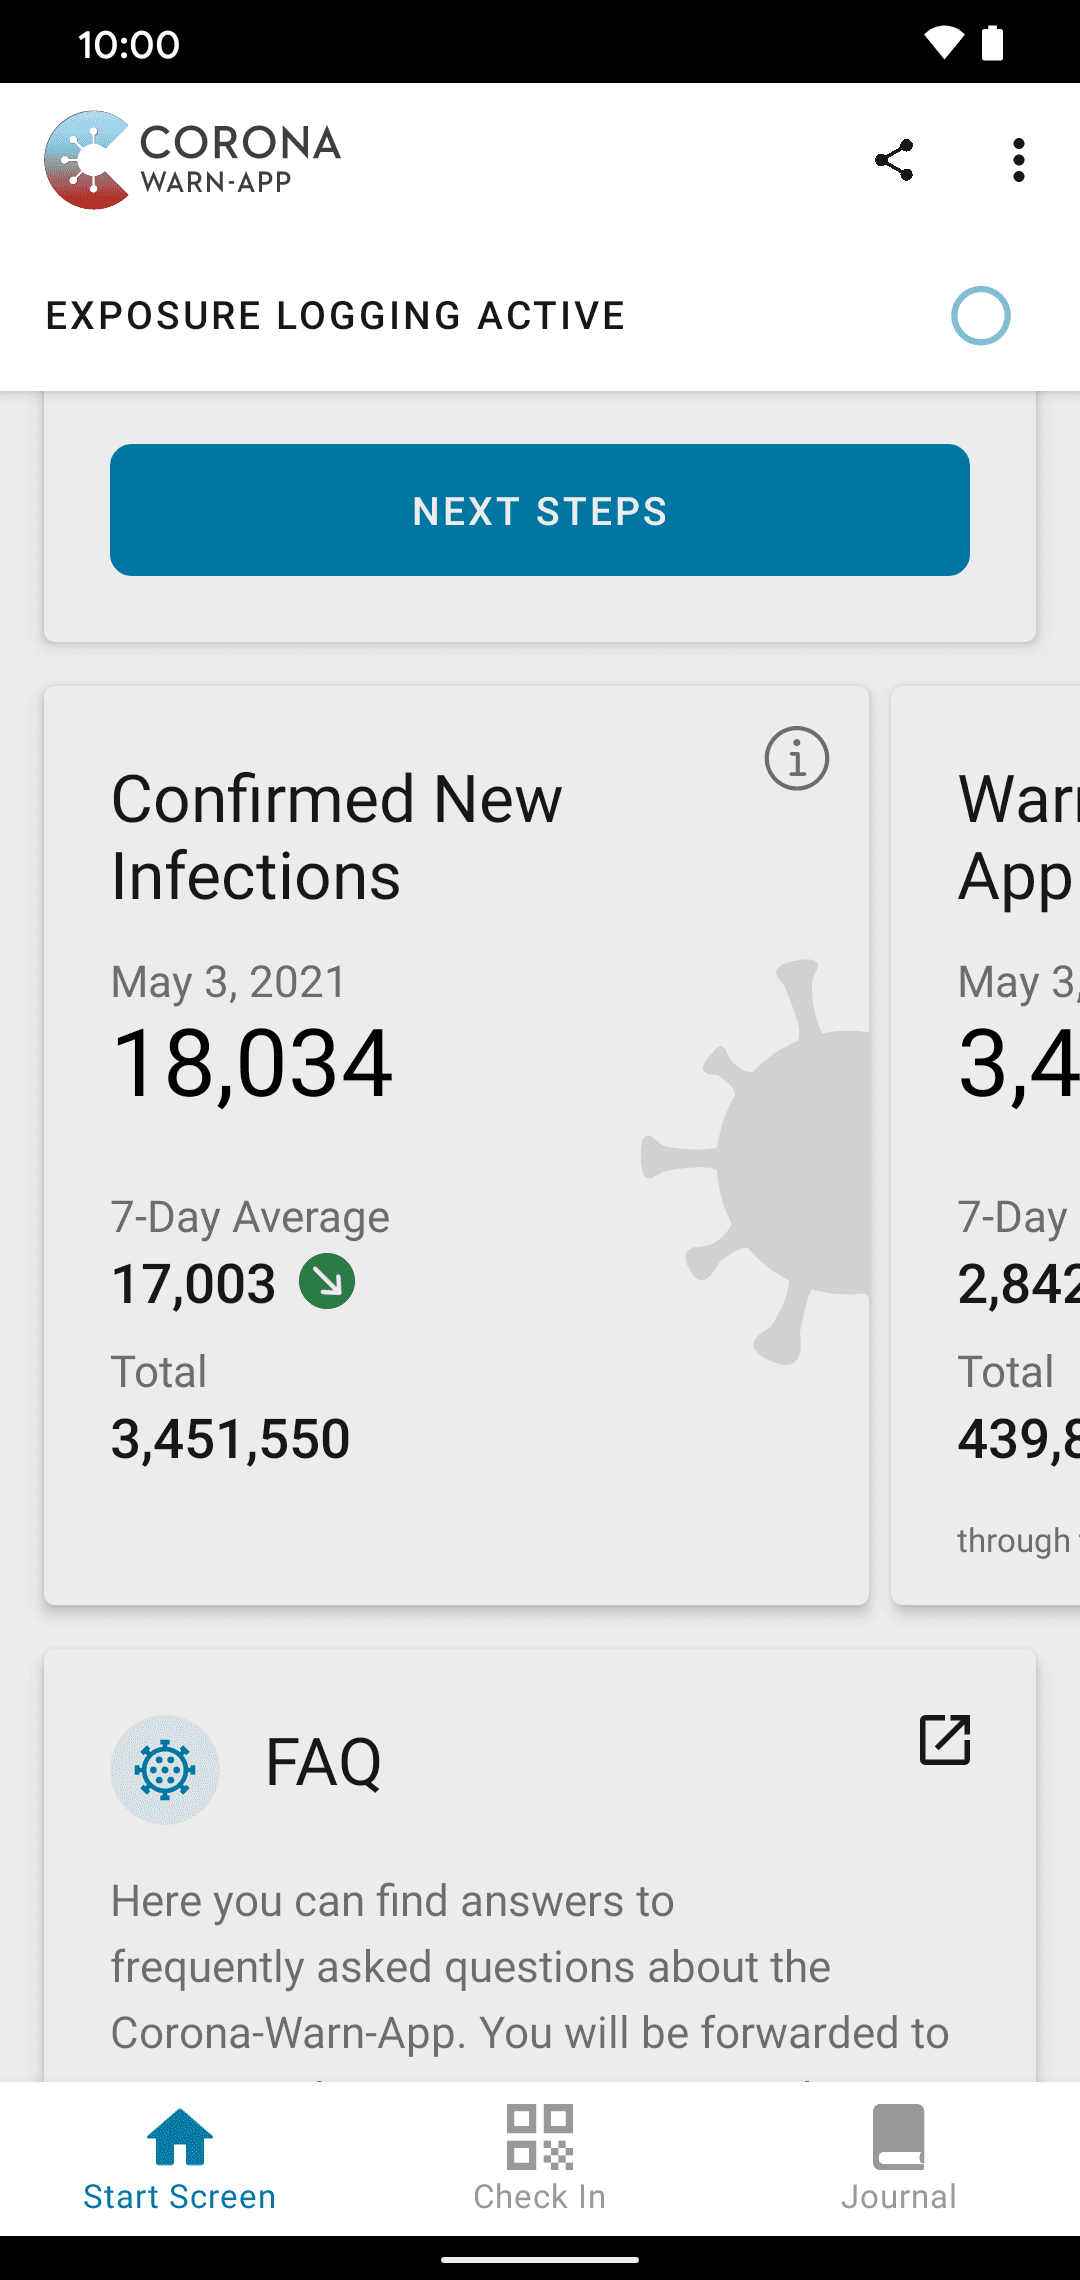 10:00
CORONA
WARN-APP
EXPOSURE LOGGING ACTIVE
NEXT STEPS
Confirmed New
Infections
May 3, 2021
18,034
7-Day Average
17,003
Total
3,451,550
App
May 3,
3,4
7-Day
2,842
Total
439,8
through
FAQ
Here you can find answers to
frequently asked questions about the
Corona-Warn-App. You will be forwarded to
Start Screen
Check In
Journal